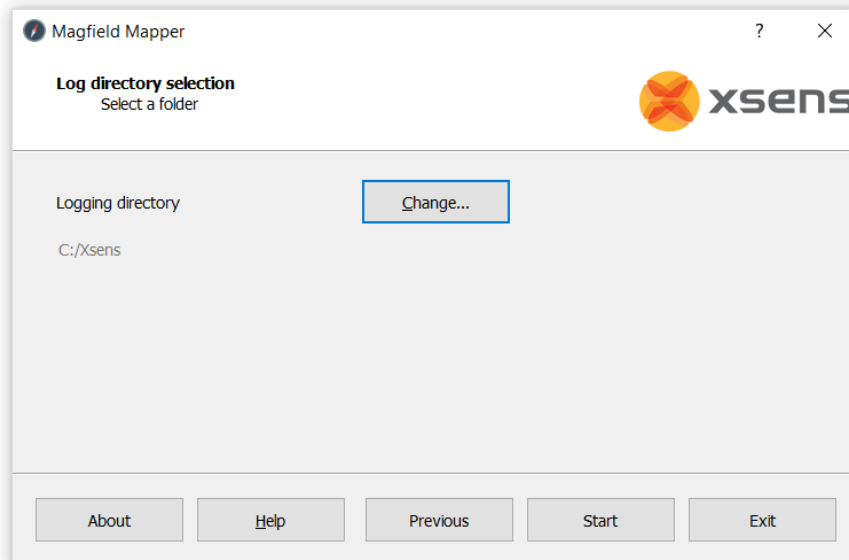 Magfield Mapper ?
Log directory selection
Select a folder
xsens
Logging directory Change...
C:/Xsens
About Help Previous Start Exit